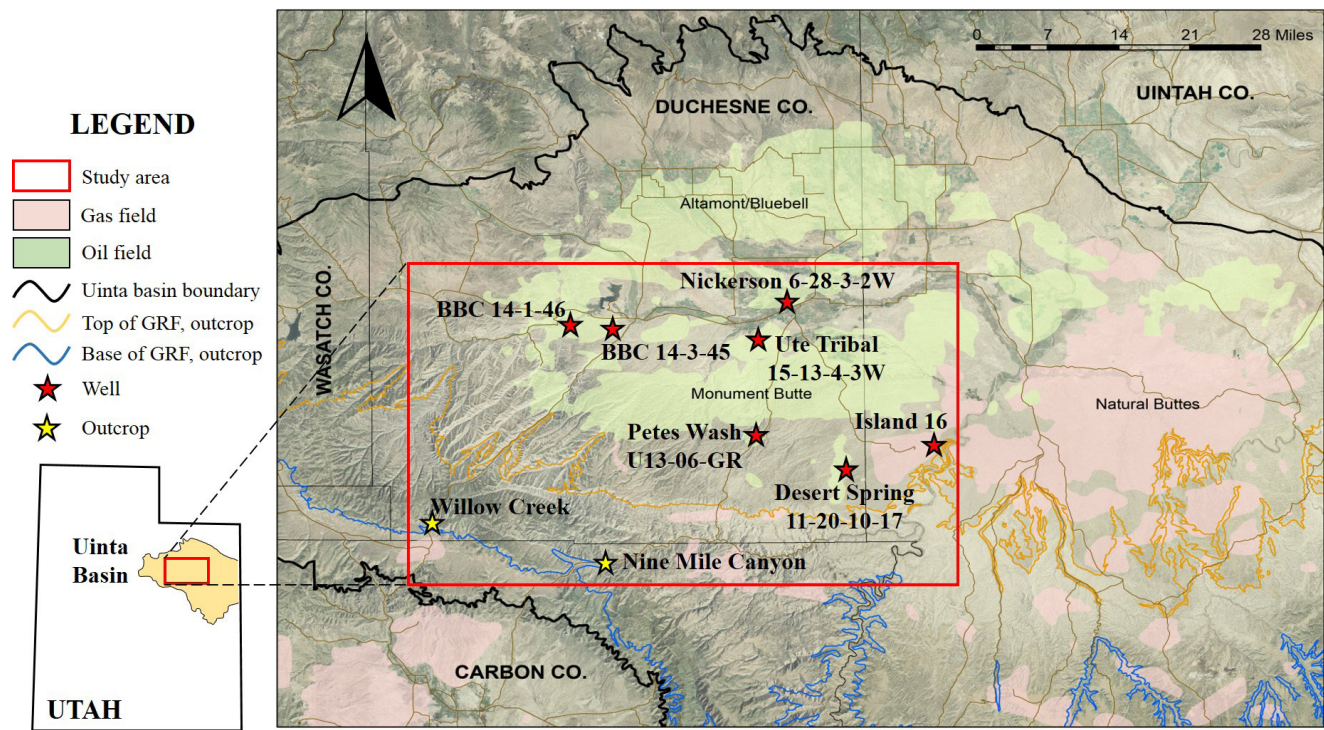 LEGEND
Study area
Gas field
Oil field
Uinta basin boundary
Top of GRF, outcrop
Base of GRF, outcrop
Well
Outcrop
Uinta
Basin
UTAH
0 7 14 21 28 Miles
DUCHESNE CO.
UINTAH CO.
WASATCH CO.
CARBON CO.
Altamont/Bluebell
Nickerson 6-28-3-2W
BBC 14-1-46
BBC 14-3-45
Ute Tribal
15-13-4-3W
Monument Butte
Natural Buttes
Island 16
Petes Wash
U13-06-GR
Desert Spring
11-20-10-17
Willow Creek
Nine Mile Canyon